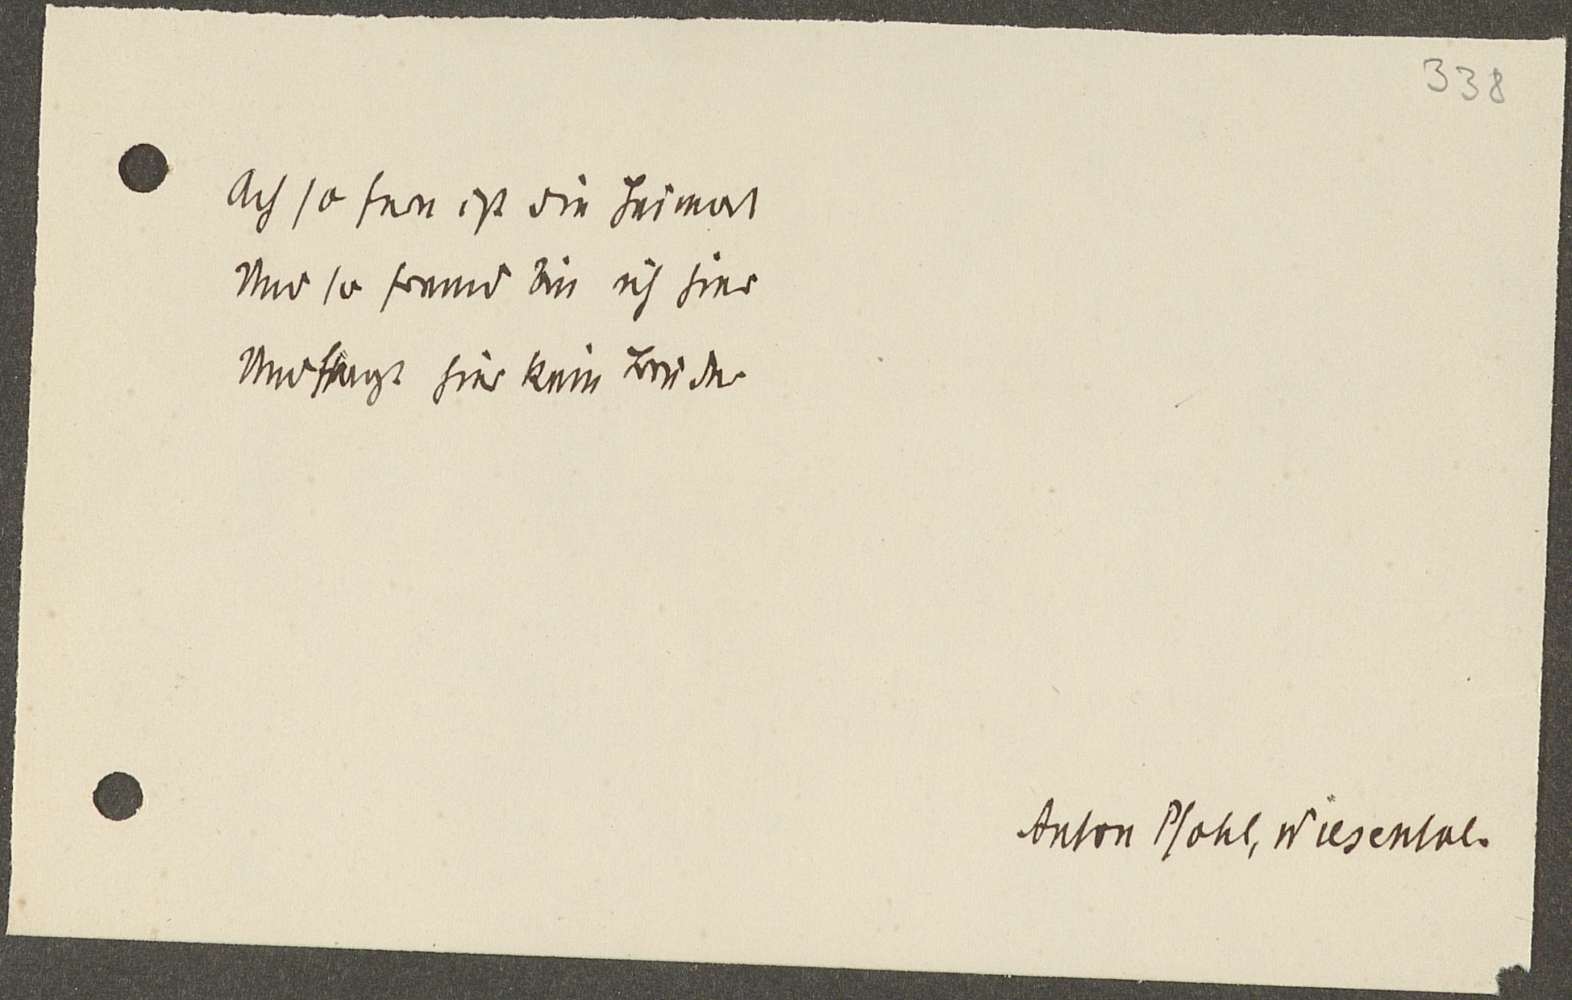 338
Ach so fern ist die Heimat
Und so fremd bin ich hier
Und fragt hier kein Bruder
Anton Pfohl, Wiesental.